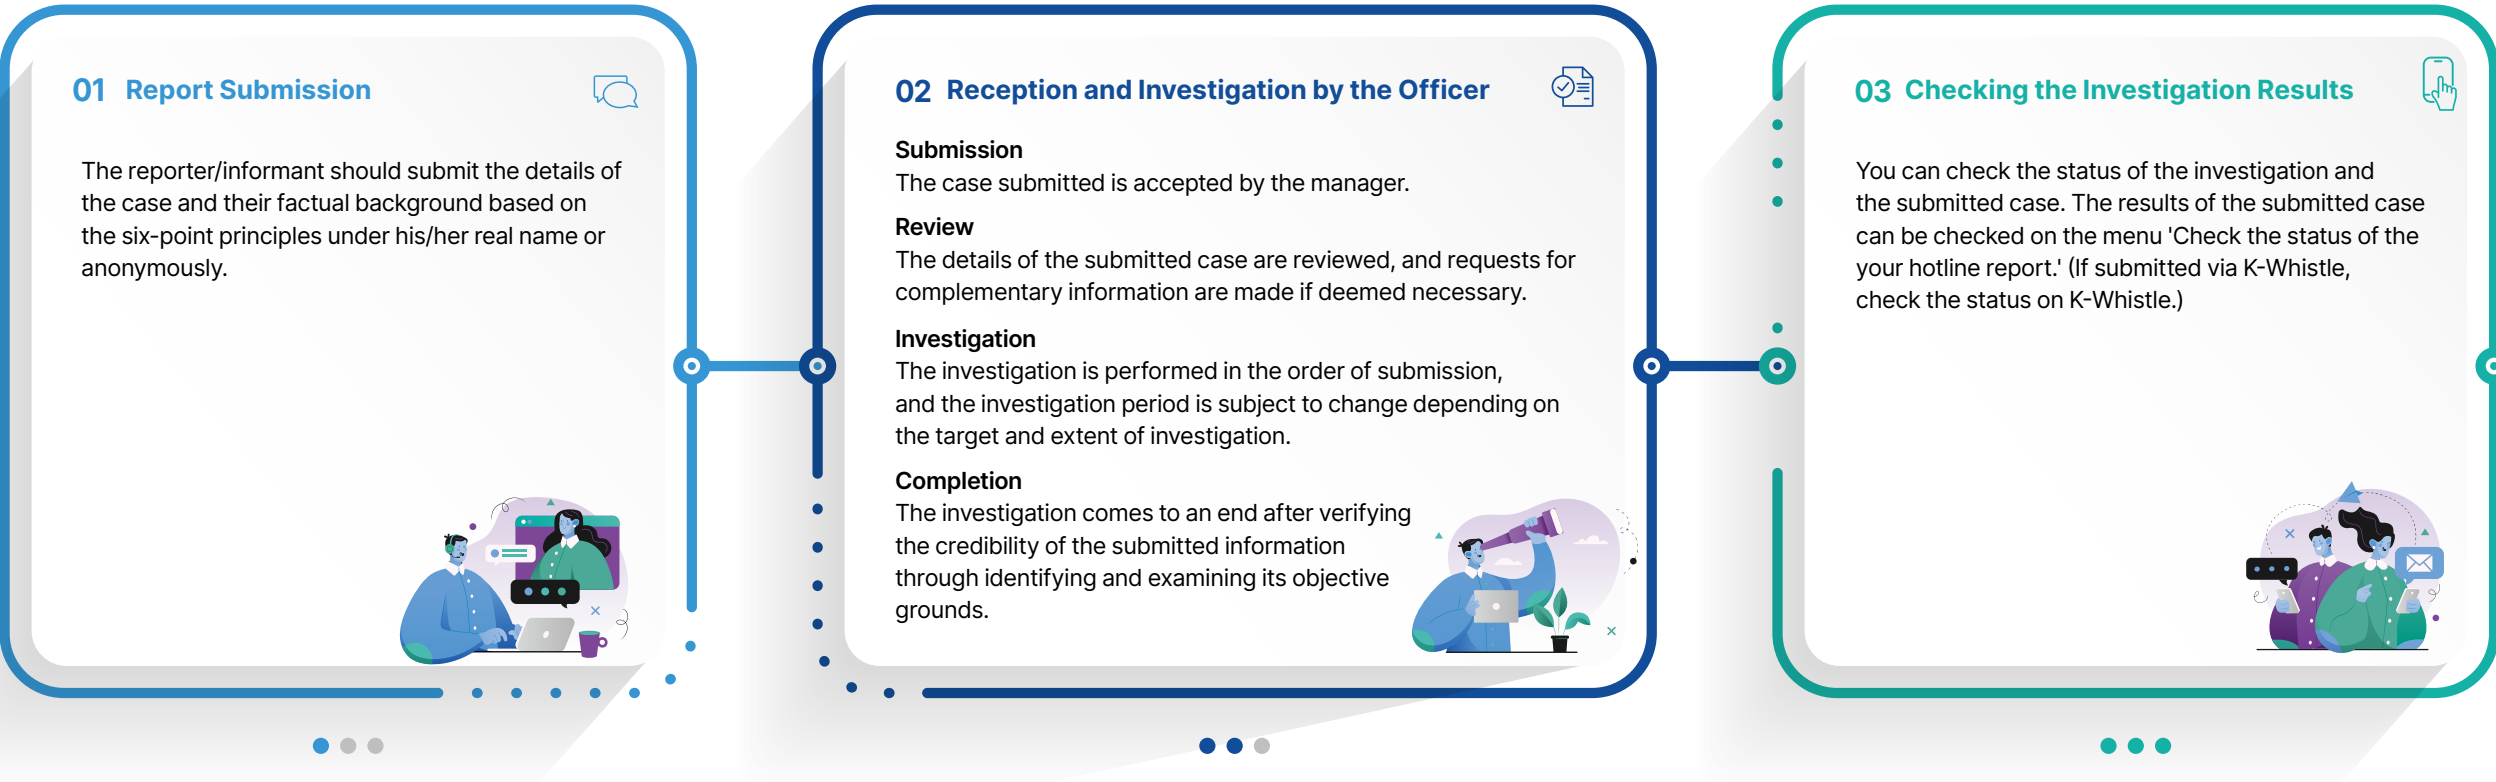 01 Report Submission
The reporter/informant should submit the details of
the case and their factual background based on
the six-point principles under his/her real name or
anonymously.
02 Reception and Investigation by the Officer
Submission
The case submitted is accepted by the manager.
Review
The details of the submitted case are reviewed, and requests for
complementary information are made if deemed necessary.
Investigation
The investigation is performed in the order of submission,
and the investigation period is subject to change depending on
the target and extent of investigation.
Completion
The investigation comes to an end after verifying
the credibility of the submitted information
through identifying and examining its objective
grounds.
03 Checking the Investigation Results
You can check the status of the investigation and
the submitted case. The results of the submitted case
can be checked on the menu 'Check the status of the
your hotline report.' (If submitted via K-Whistle,
check the status on K-Whistle.)